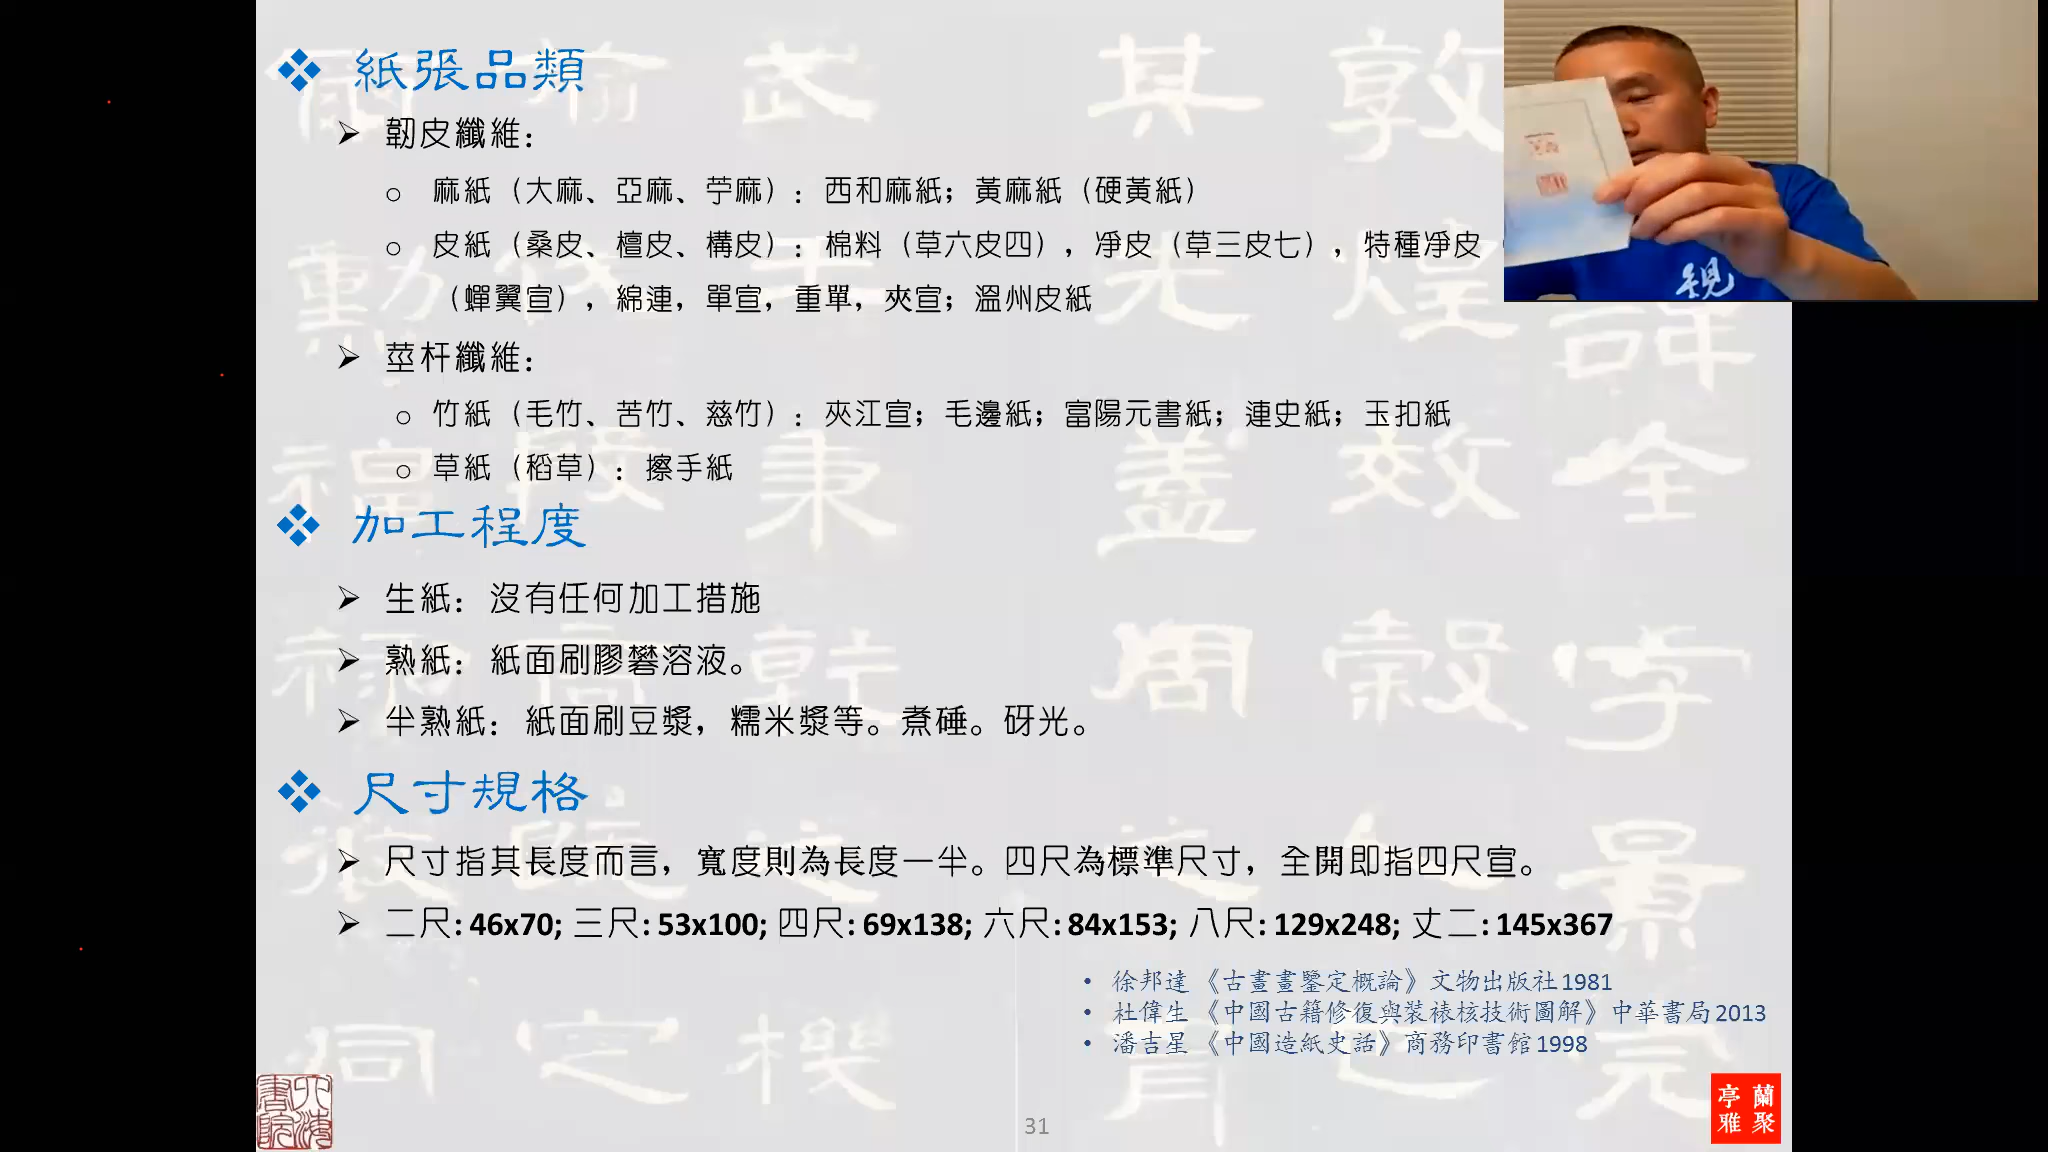 紙張品類
韌皮纖維：
麻紙（大麻、亞麻、苧麻）：西和麻紙；黃麻紙（硬黃紙）
皮紙（桑皮、檀皮、構皮）：棉料（草六皮四），凈皮（草三皮七），特種凈皮
（蟬翼宣），綿連，單宣，重單，夾宣；溫州皮紙
莖杆纖維：
竹紙（毛竹、苦竹、慈竹）：夾江宣；毛邊紙；富陽元書紙；連史紙；玉扣紙
草紙（稻草）：擦手紙
加工程度
生紙：沒有任何加工措施
熟紙：紙面刷膠礬溶液。
半熟紙：紙面刷豆漿，糯米漿等。煮硾。砑光。
尺寸規格
尺寸指其長度而言，寬度則為長度一半。四尺為標準尺寸，全開即指四尺宣。
二尺: 46x70; 三尺: 53x100; 四尺: 69x138; 六尺: 84x153; 八尺: 129x248; 丈二: 145x367
徐邦達《古畫畫鑒定概論》文物出版社1981
杜偉生《中國古籍修復與裝裱核技術圖解》中華書局2013
潘吉星《中國造紙史話》商務印書館1998
31
蘭聚
亭雅